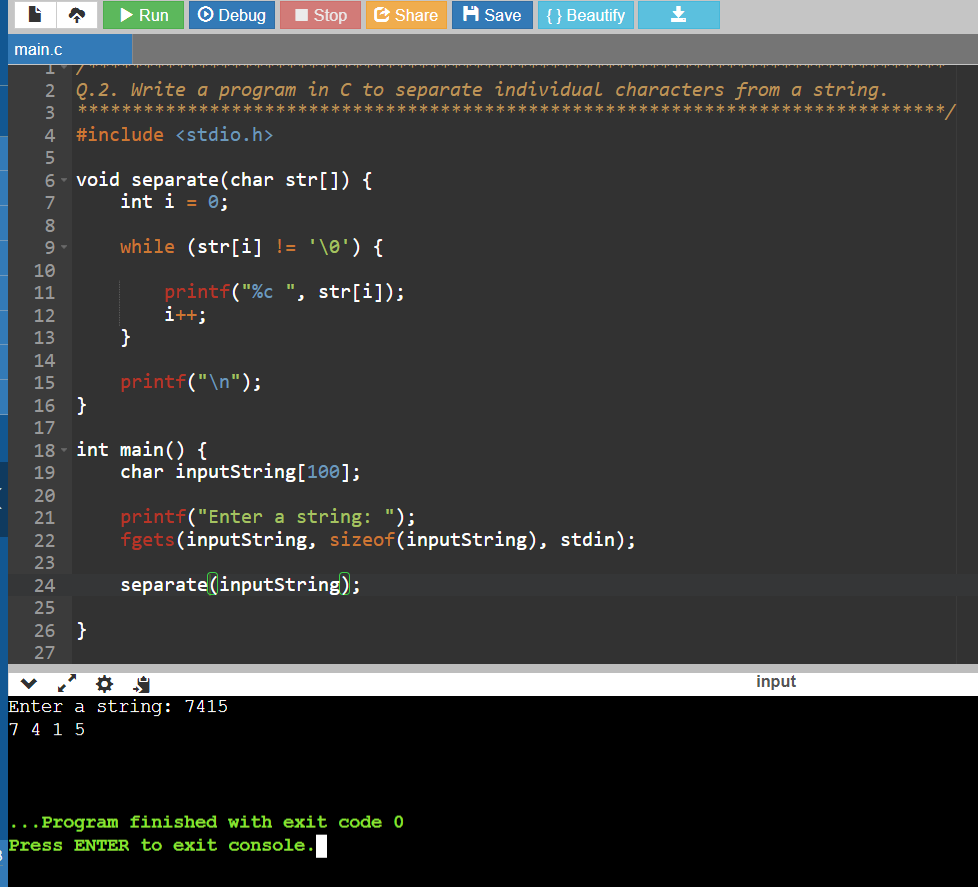 Run Debug Stop Share Save { } Beautify
main.c
1 /******************************************************************************
2 Q.2. Write a program in C to separate individual characters from a string.
3 *******************************************************************************/
4 #include <stdio.h>
5
6 void separate(char str[]) {
7     int i = 0;
8
9     while (str[i] != '\0') {
10
11         printf("%c ", str[i]);
12         i++;
13     }
14
15     printf("\n");
16 }
17
18 int main() {
19     char inputString[100];
20
21     printf("Enter a string: ");
22     fgets(inputString, sizeof(inputString), stdin);
23
24     separate(inputString);
25
26 }
27
input
Enter a string: 7415
7 4 1 5
...Program finished with exit code 0
Press ENTER to exit console.